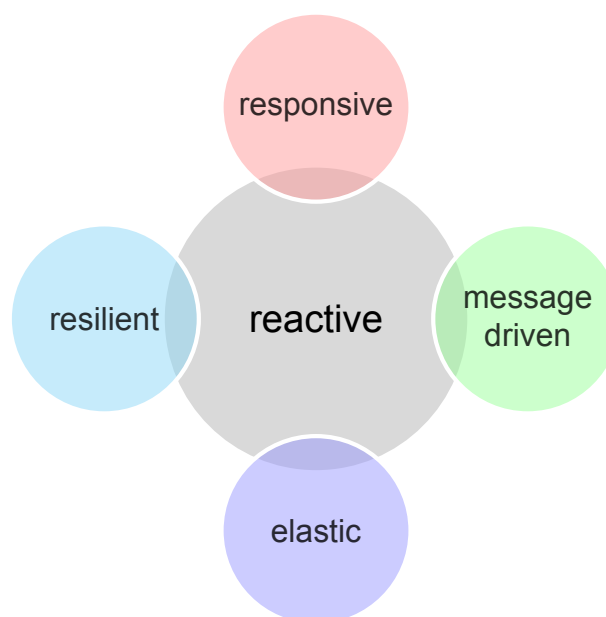 responsive
resilient
reactive
message
driven
elastic